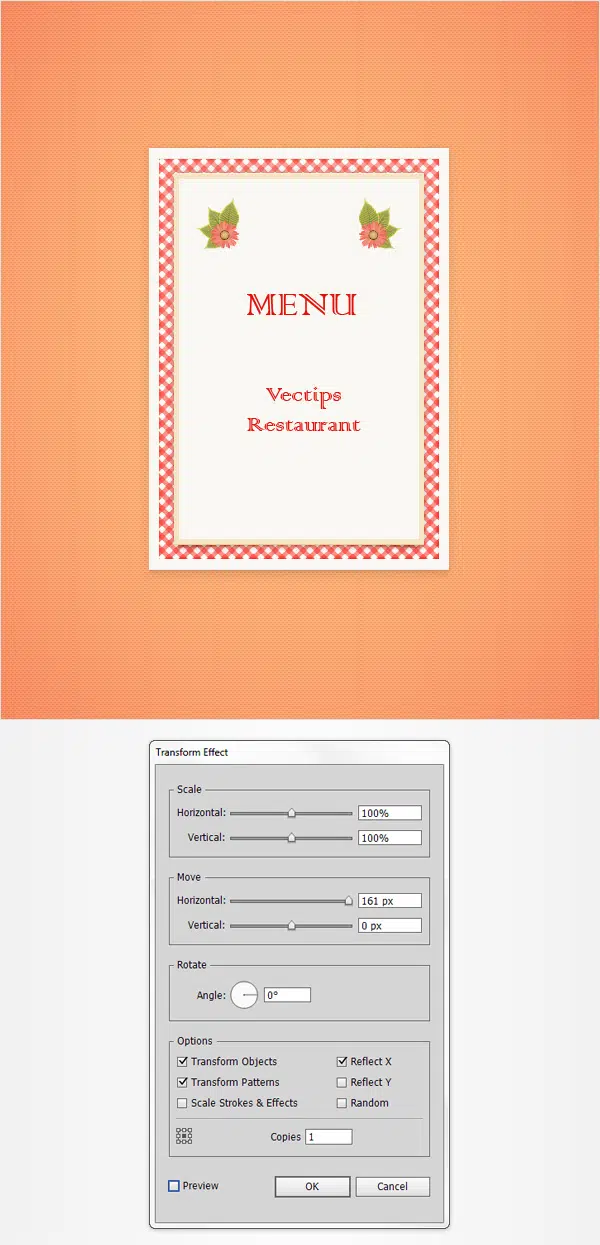 MENU
Vectips
Restaurant
Transform Effect
Scale
Horizontal: 100%
Vertical: 100%
Move
Horizontal: 161 px
Vertical: 0 px
Rotate
Angle: 0°
Options
Transform Objects Reflect X
Transform Patterns Reflect Y
Scale Strokes & Effects Random
Copies 1
Preview OK Cancel